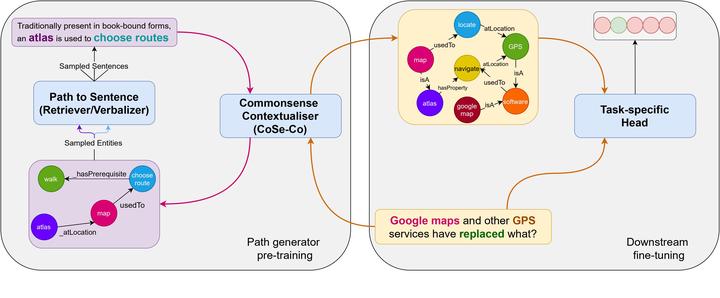 Traditionally present in book-bound forms,
an atlas is used to choose routes
Sampled Sentences
Path to Sentence
(Retriever/Verbalizer)
Sampled Entities
walk
_hasPrerequisite
choose
route
map
usedTo
atlas
_atLocation
Commonsense
Contextualiser
(CoSe-Co)
Path generator
pre-training
locate
atLocation
usedTo
GPS
map
navigate
atLocation
isA
isA
usedTo
hasProperty
atlas
google
map
isA
software
Task-specific
Head
Google maps and other GPS
services have replaced what?
Downstream
fine-tuning